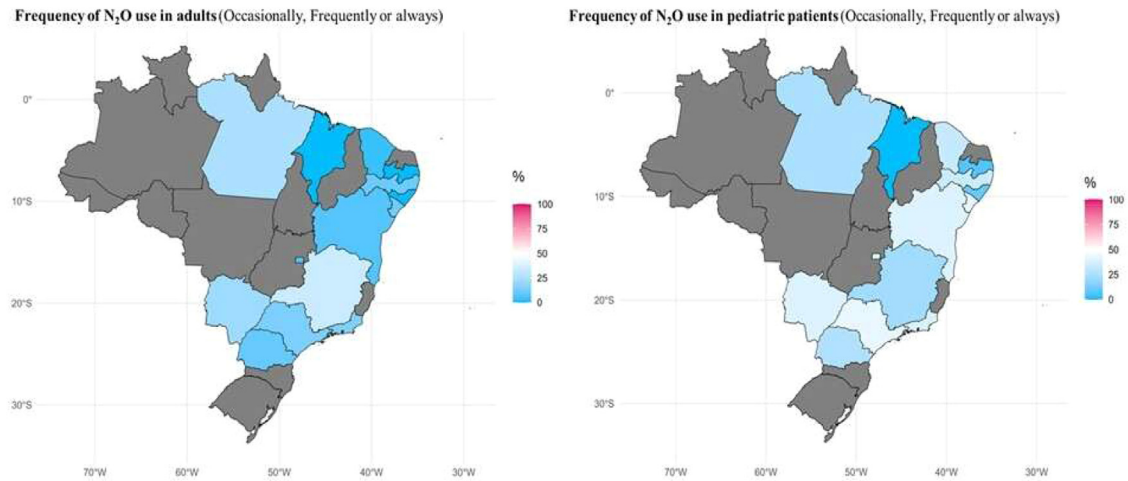 Frequency of N₂O use in adults (Occasionally, Frequently or always)
0°
10°S
20°S
30°S
70°W 60°W 50°W 40°W 30°W
%
100
75
50
25
0
Frequency of N₂O use in pediatric patients (Occasionally, Frequently or always)
0°
10°S
20°S
30°S
70°W 60°W 50°W 40°W 30°W
%
100
75
50
25
0